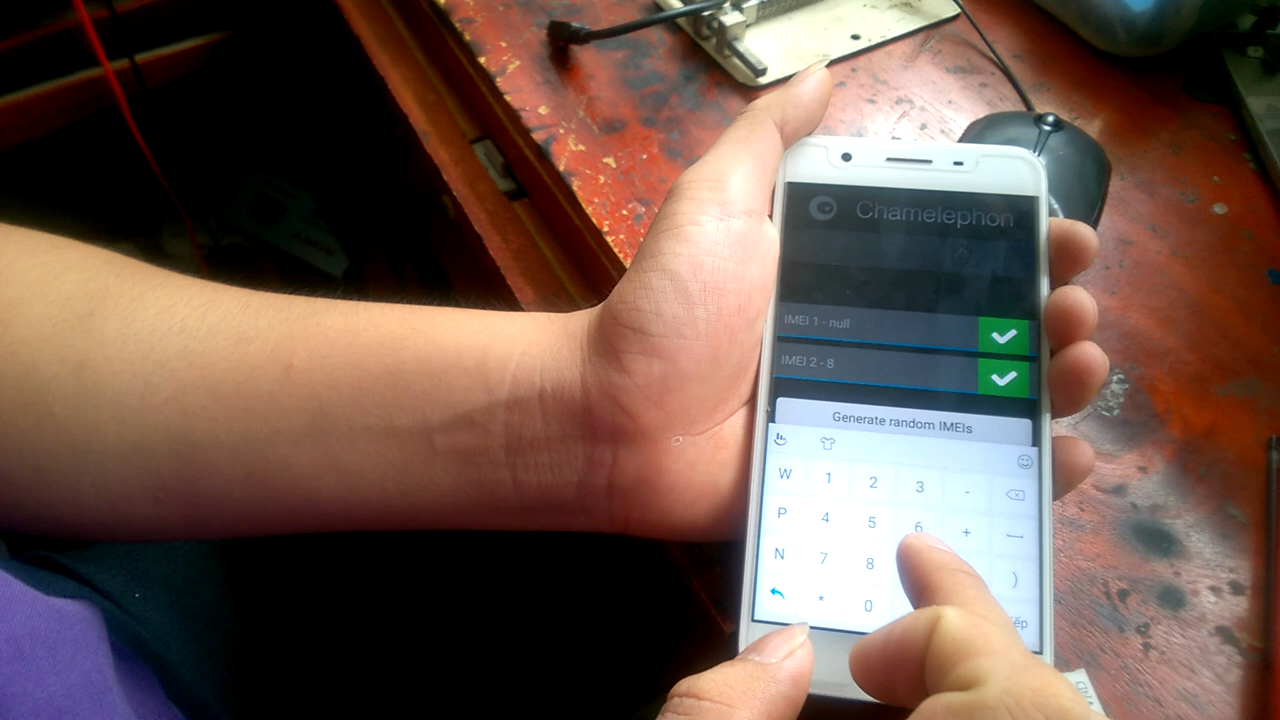 Chamelephon
IMEI 1 - null
IMEI 2 - 8
Generate random IMEIs
W 1 2 3 -
P 4 5 6 +
N 7 8 )
* 0 ếp